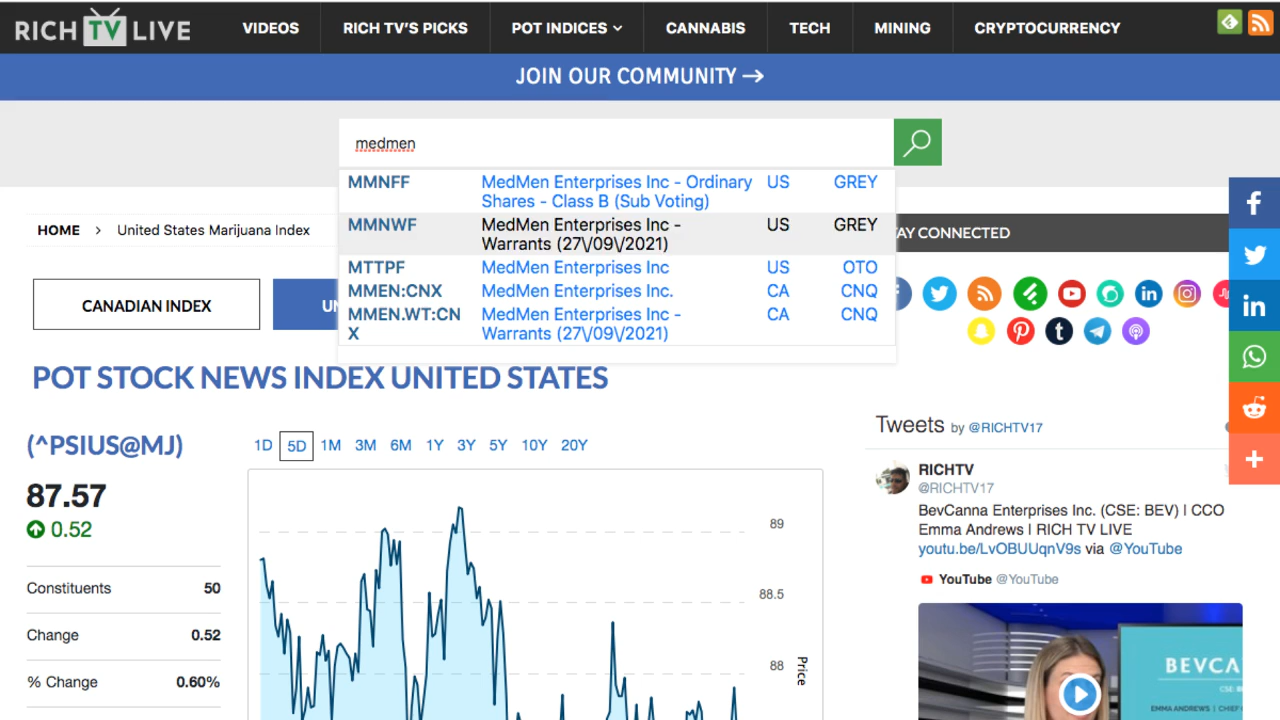 RICH TV LIVE
VIDEOS
RICH TV'S PICKS
POT INDICES
CANNABIS
TECH
MINING
CRYPTOCURRENCY
JOIN OUR COMMUNITY →
medmen
MMNFF MedMen Enterprises Inc - Ordinary US GREY
Shares - Class B (Sub Voting)
MMNWF MedMen Enterprises Inc - US GREY
Warrants (27\/09\/2021)
MTTPF MedMen Enterprises Inc US OTO
MMEN:CNX MedMen Enterprises Inc. CA CNQ
MMEN.WT:CN MedMen Enterprises Inc - CA CNQ
X Warrants (27\/09\/2021)
HOME > United States Marijuana Index
CANADIAN INDEX
POT STOCK NEWS INDEX UNITED STATES
(^PSIUS@MJ)
87.57
0.52
Constituents 50
Change 0.52
% Change 0.60%
1D 5D 1M 3M 6M 1Y 3Y 5Y 10Y 20Y
89
88.5
88
Price
CONNECTED
Tweets by @RICHTV17
RICHTV
@RICHTV17
BevCanna Enterprises Inc. (CSE: BEV) | CCO
Emma Andrews | RICH TV LIVE
youtu.be/LvOBUUqnV9s via @YouTube
YouTube @YouTube
BEVCA
EMMA ANDREWS | CHIEF